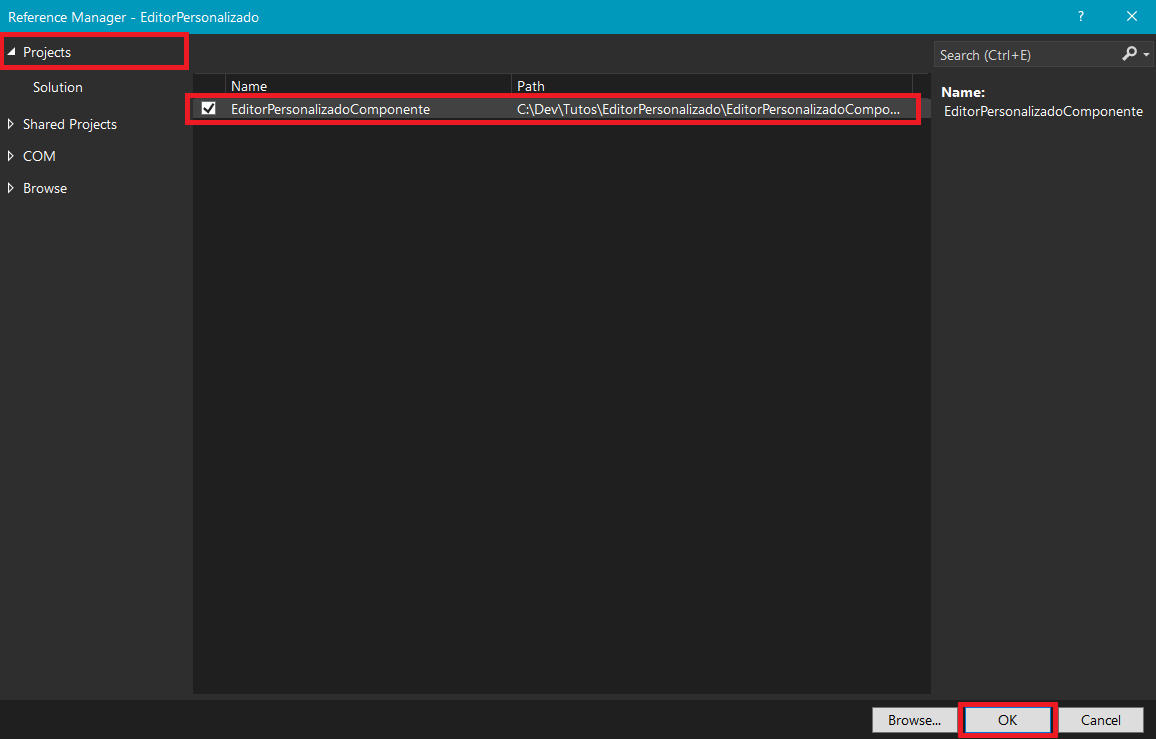 Reference Manager - EditorPersonalizado
?
Projects
Solution
Shared Projects
COM
Browse
Name
Path
EditorPersonalizadoComponente
C:\Dev\Tutos\EditorPersonalizado\EditorPersonalizadoCompo...
Search (Ctrl+E)
Name:
EditorPersonalizadoComponente
Browse...
OK
Cancel